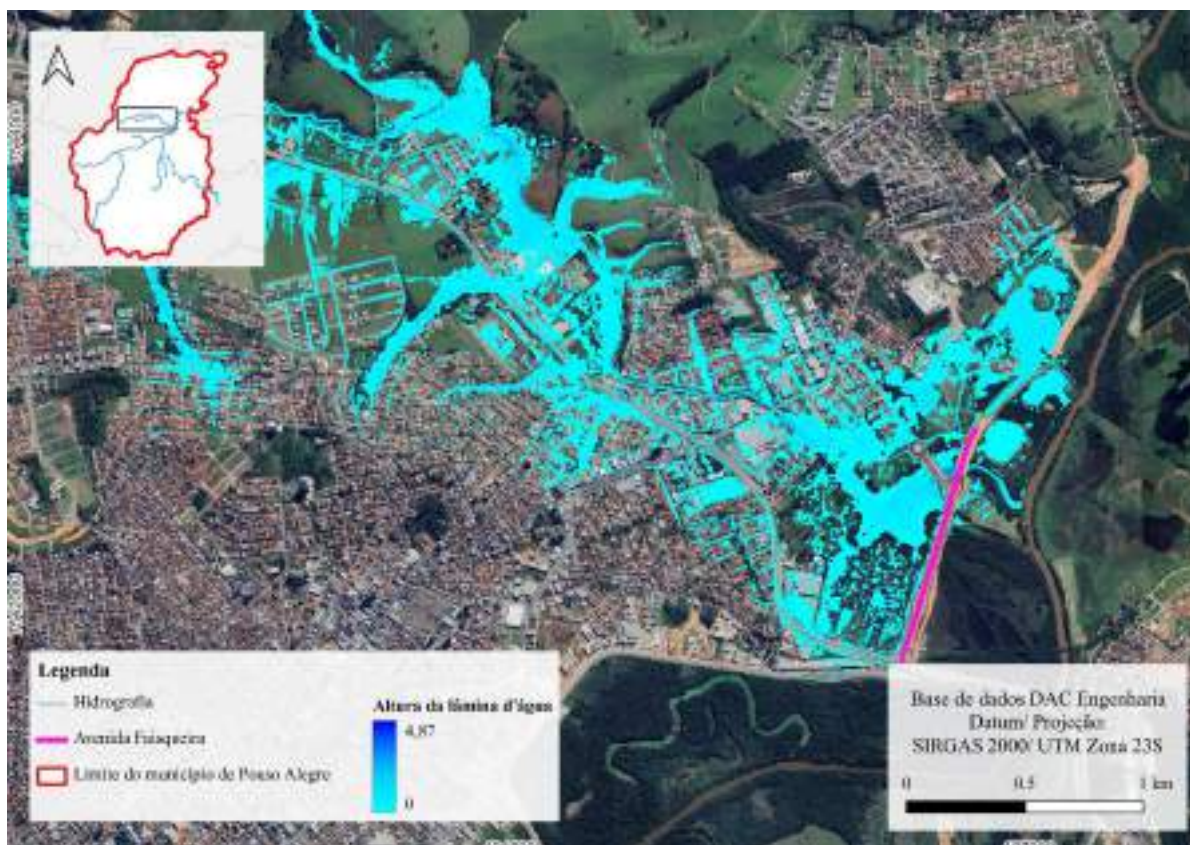 Legenda
Hidrografia
Avenida Faisqueira
Limite do município de Pouso Alegre
Altura da lâmina d'água
4,87
0
Base de dados DAC Engenharia
Datum/ Projeção:
SIRGAS 2000/ UTM Zona 23S
0 0.5 1 km